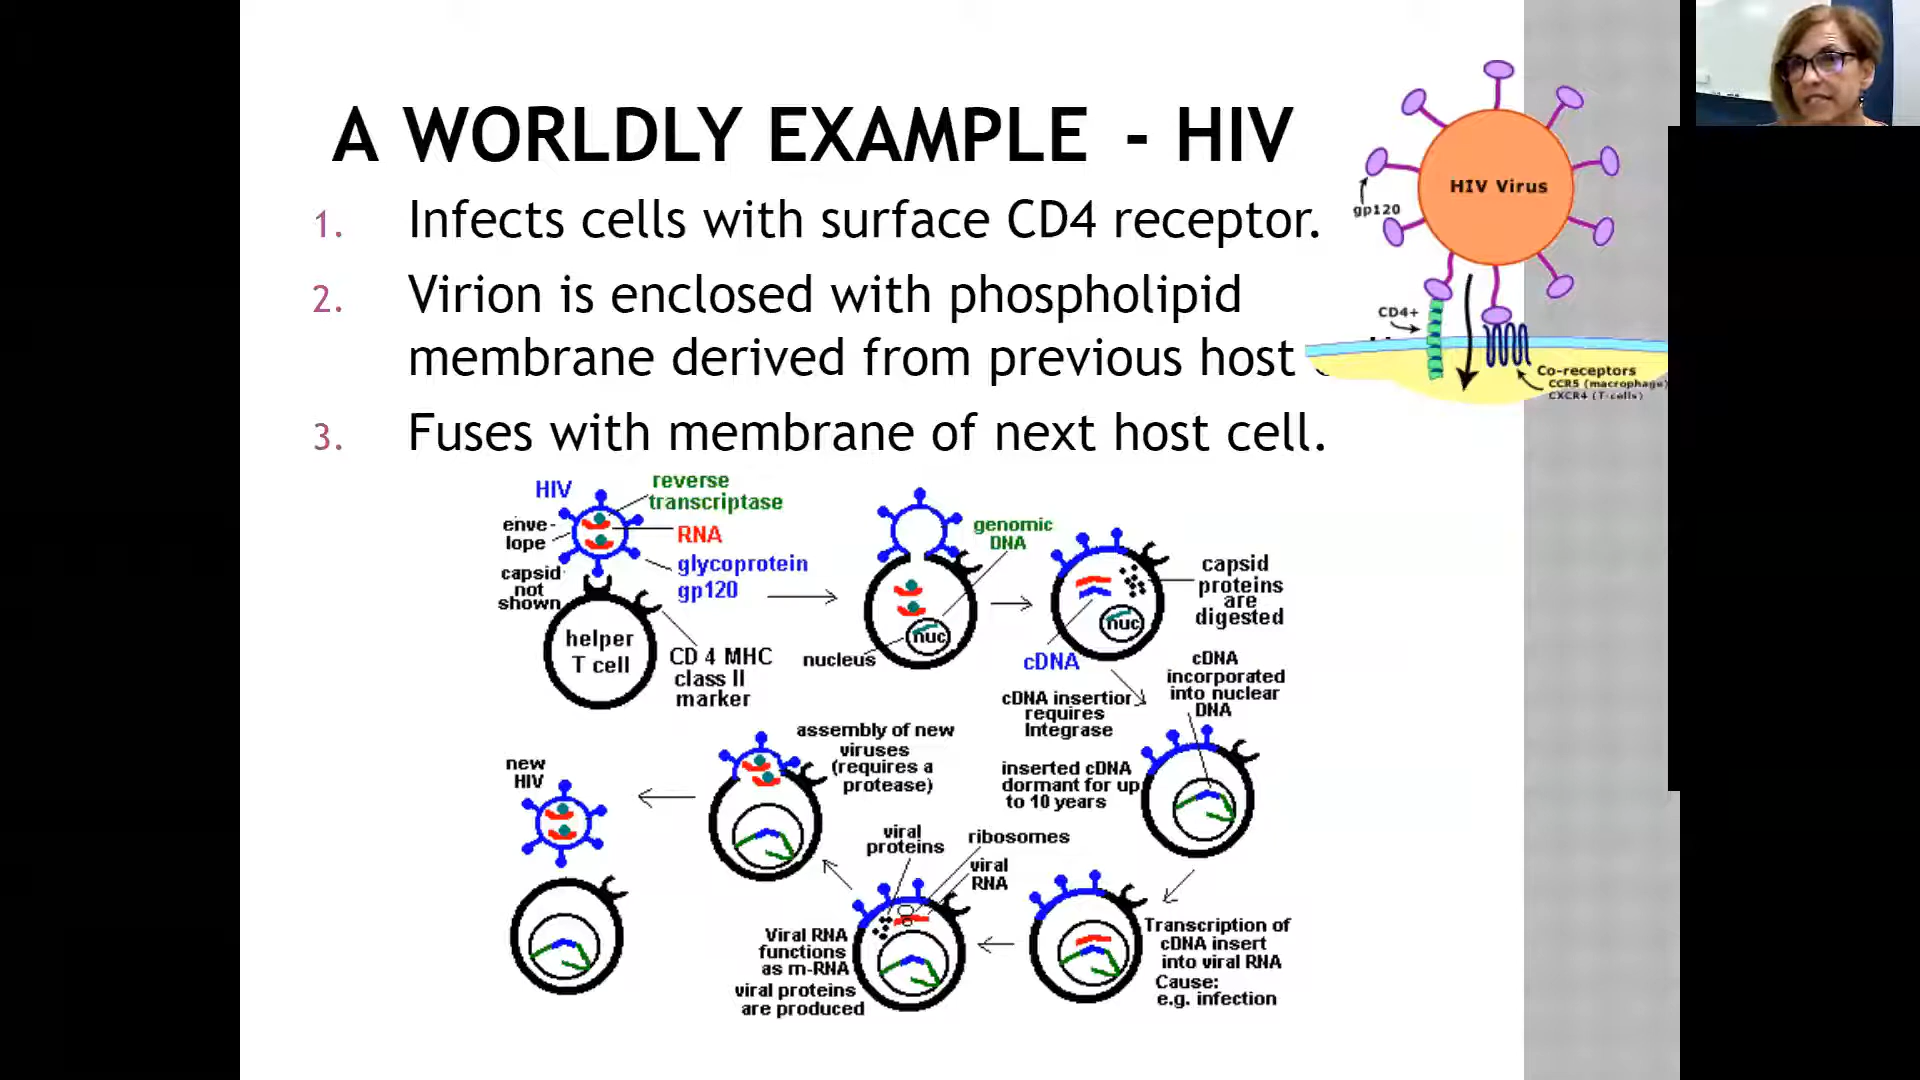 A WORLDLY EXAMPLE - HIV
1. Infects cells with surface CD4 receptor.
2. Virion is enclosed with phospholipid
membrane derived from previous host
3. Fuses with membrane of next host cell.
HIV Virus
gp120
CD4+
Co-receptors
CCR5 (macrophage)
CXCR4 (T-cells)
HIV
reverse
transcriptase
enve-
lope
RNA
capsid
not
shown
glycoprotein
gp120
helper
T cell
CD 4 MHC
class II
marker
genomic
DNA
nuc
nucleus
capsid
proteins
are
digested
nuc
cDNA
cDNA insertior
requires
Integrase
cDNA
incorporated
into nuclear
DNA
inserted cDNA
dormant for up
to 10 years
Transcription of
cDNA insert
into viral RNA
Cause:
e.g. infection
viral
proteins
ribosomes
viral
RNA
Viral RNA
functions
as m-RNA
viral proteins
are produced
assembly of new
viruses
(requires a
protease)
new
HIV